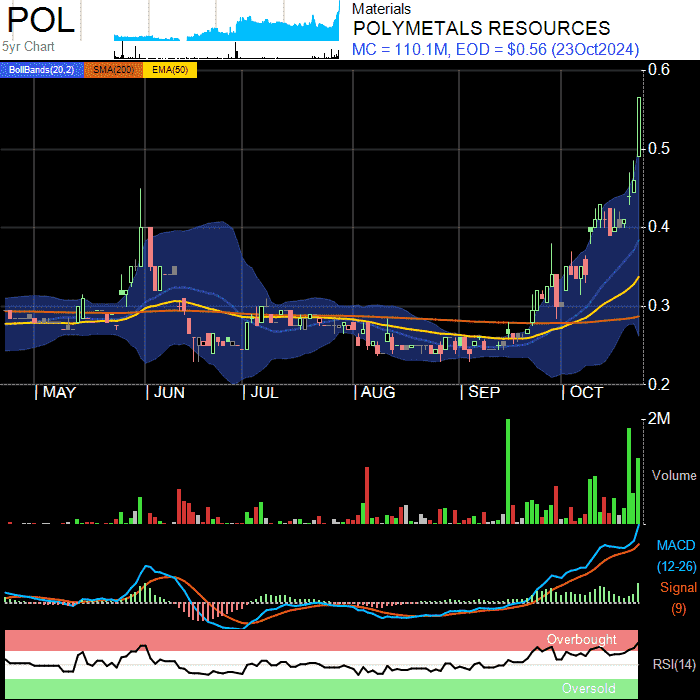 POL
5yr Chart
Materials
POLYMETALS RESOURCES
MC = 110.1M, EOD = $0.56 (23Oct2024)
BollBands(20,2) SMA(200) EMA(50)
0.6
0.5
0.4
0.3
0.2
MAY JUN JUL AUG SEP OCT
2M
Volume
MACD
(12-26)
Signal
(9)
Overbought
RSI(14)
Oversold